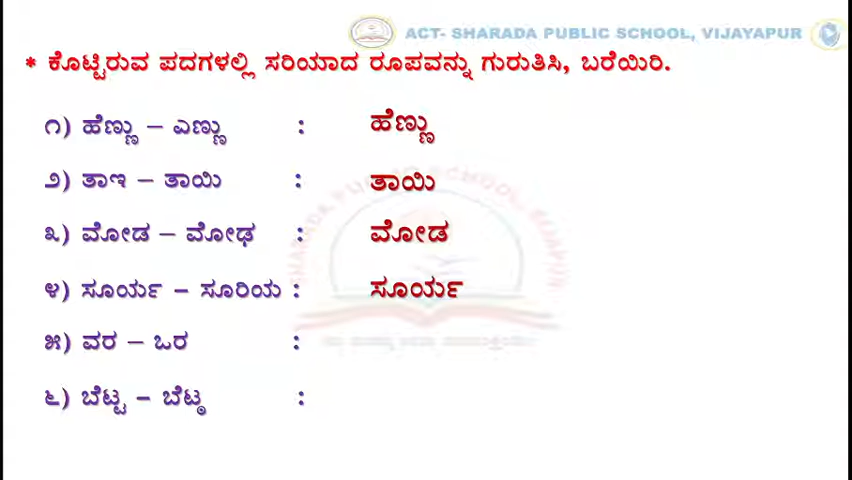 ACT- SHARADA PUBLIC SCHOOL, VIJAYAPUR
* ಕೊಟ್ಟಿರುವ ಪದಗಳಲ್ಲಿ ಸರಿಯಾದ ರೂಪವನ್ನು ಗುರುತಿಸಿ, ಬರೆಯಿರಿ.
೧) ಹೆಣ್ಣು – ಎಣ್ಣು : ಹೆಣ್ಣು
೨) ತಾಇ – ತಾಯಿ : ತಾಯಿ
೩) ಮೋಡ – ಮೋಢ : ಮೋಡ
೪) ಸೂರ್ಯ – ಸೂರಿಯ : ಸೂರ್ಯ
೫) ವರ – ಒರ :
೬) ಬೆಟ್ಟ – ಬೆಟ್ಠ :